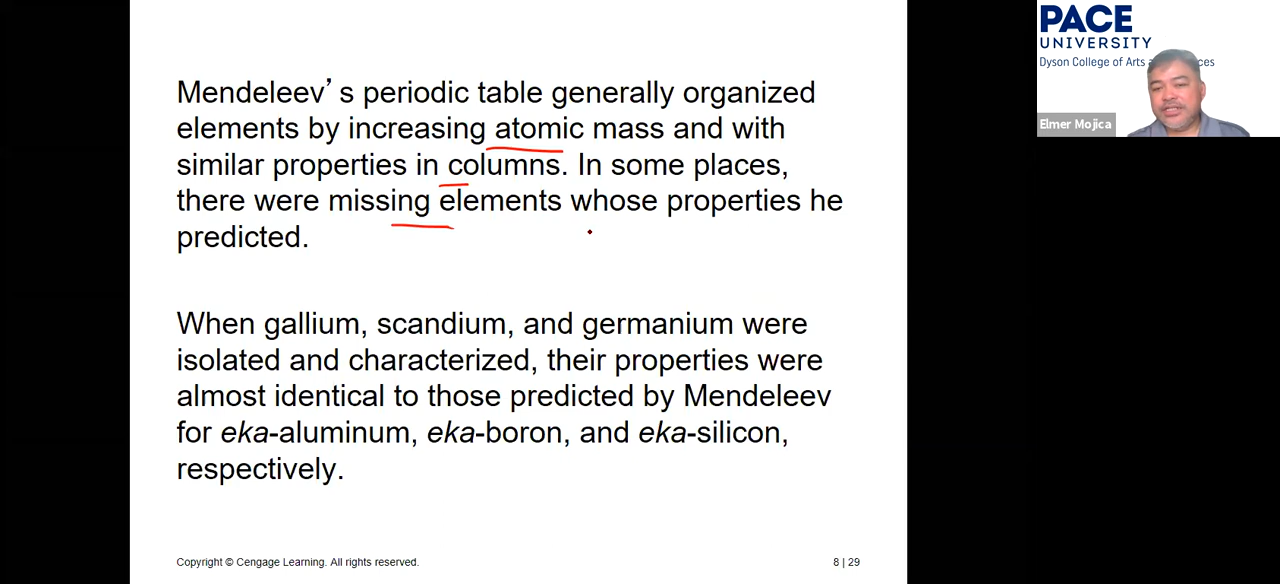 Mendeleev’s periodic table generally organized
elements by increasing atomic mass and with
similar properties in columns. In some places,
there were missing elements whose properties he
predicted.
When gallium, scandium, and germanium were
isolated and characterized, their properties were
almost identical to those predicted by Mendeleev
for eka-aluminum, eka-boron, and eka-silicon,
respectively.
Copyright © Cengage Learning. All rights reserved.
8 | 29
PACE
UNIVERSITY
Dyson College of Arts
Elmer Mojica